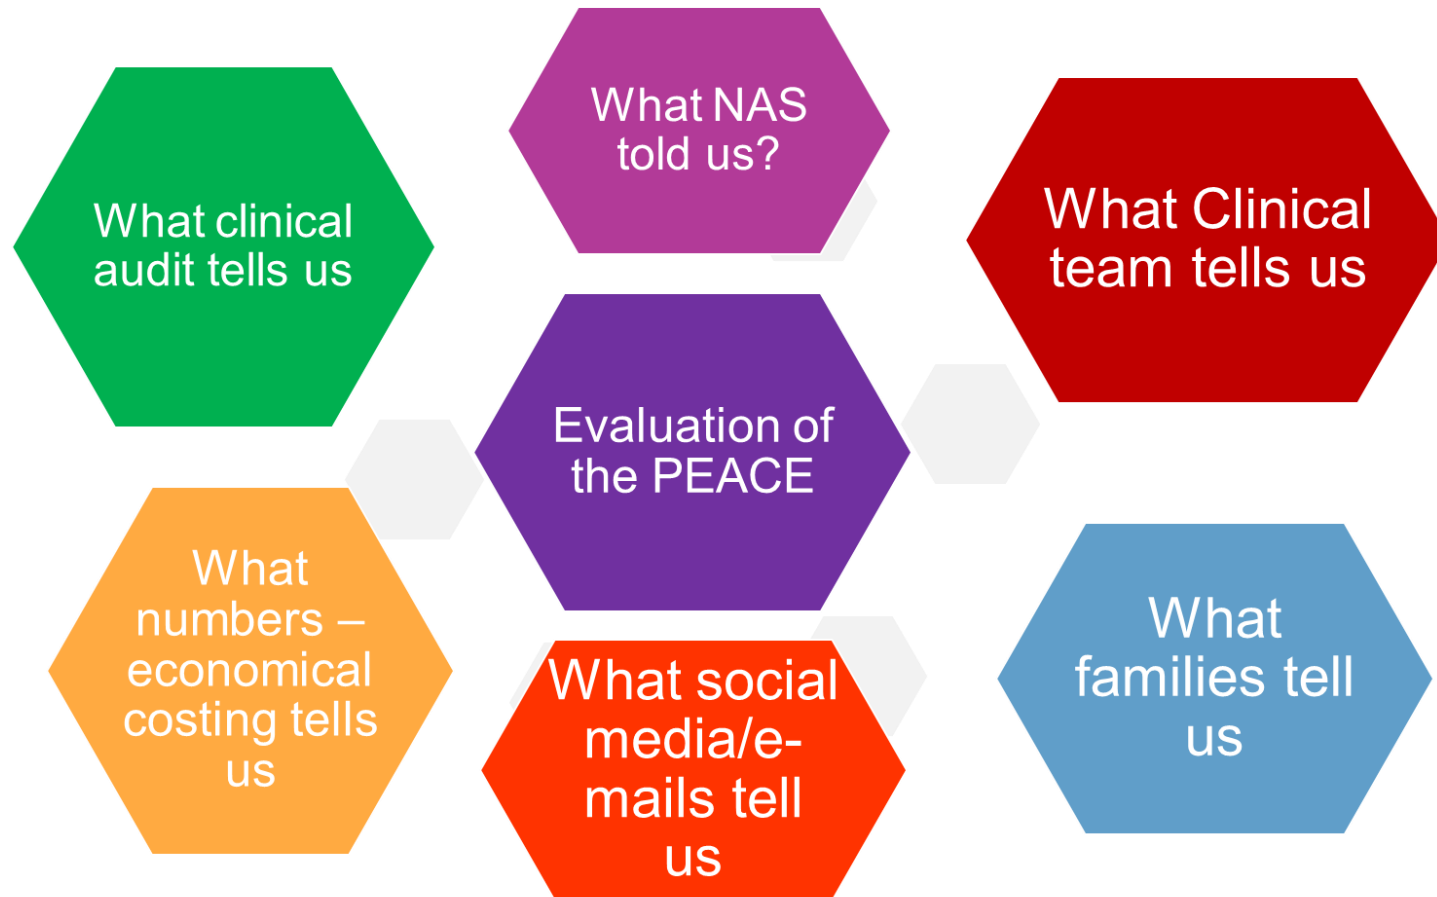 What NAS
told us?
What clinical
audit tells us
What Clinical
team tells us
Evaluation of
the PEACE
What
numbers –
economical
costing tells
us
What social
media/e-
mails tell
us
What
families tell
us